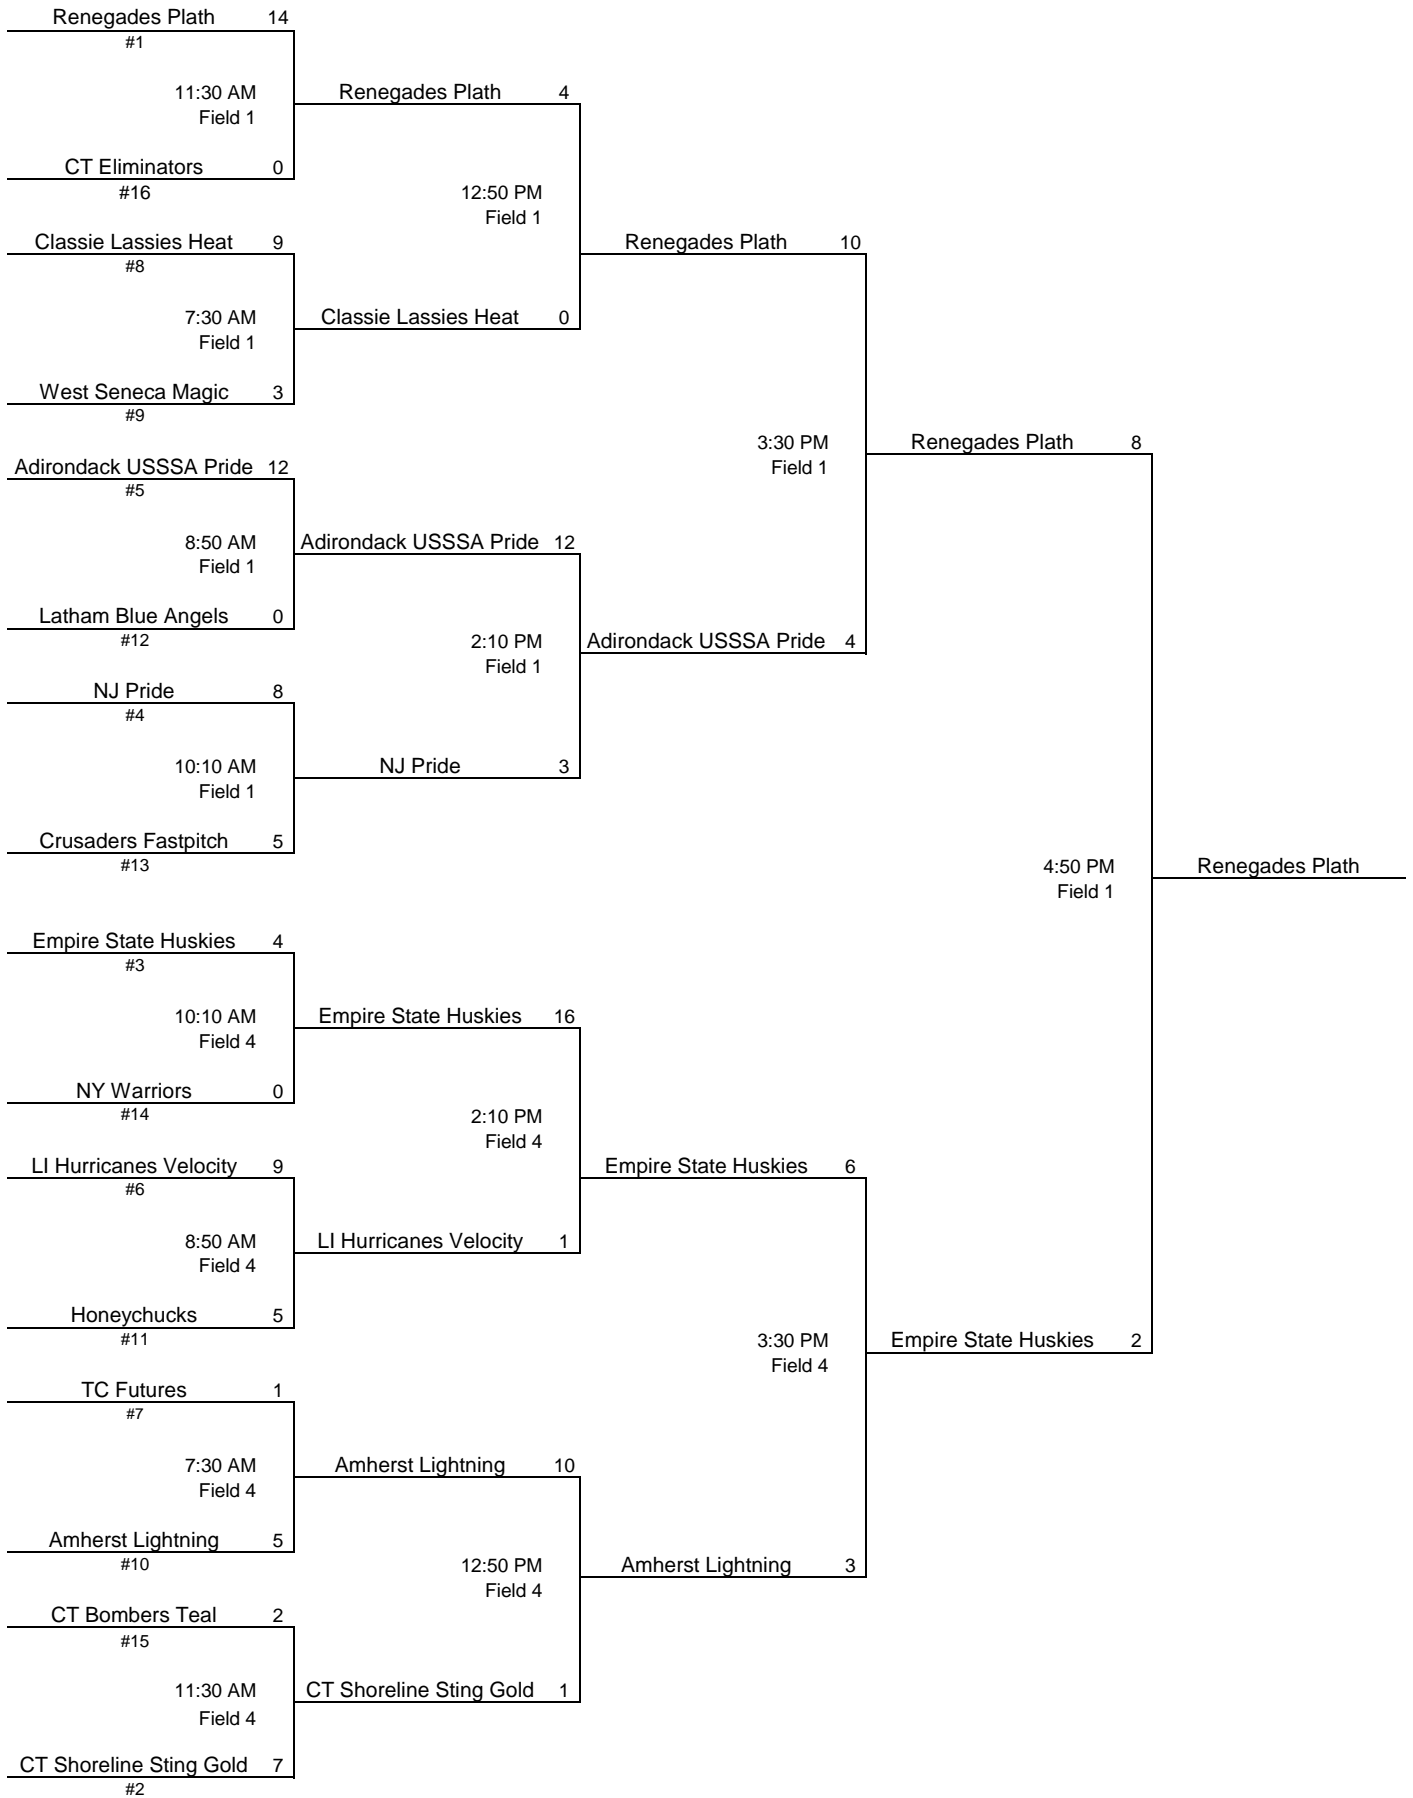 Renegades Plath 14
#1
11:30 AM
Field 1
CT Eliminators 0
#16
Classie Lassies Heat 9
#8
7:30 AM
Field 1
West Seneca Magic 3
#9
Adirondack USSSA Pride 12
#5
8:50 AM
Field 1
Latham Blue Angels 0
#12
NJ Pride 8
#4
10:10 AM
Field 1
Crusaders Fastpitch 5
#13
Empire State Huskies 4
#3
10:10 AM
Field 4
NY Warriors 0
#14
LI Hurricanes Velocity 9
#6
8:50 AM
Field 4
Honeychucks 5
#11
TC Futures 1
#7
7:30 AM
Field 4
Amherst Lightning 5
#10
CT Bombers Teal 2
#15
11:30 AM
Field 4
CT Shoreline Sting Gold 7
#2
Renegades Plath 4
12:50 PM
Field 1
Classie Lassies Heat 0
Adirondack USSSA Pride 12
2:10 PM
Field 1
NJ Pride 3
Empire State Huskies 16
2:10 PM
Field 4
LI Hurricanes Velocity 1
Amherst Lightning 10
12:50 PM
Field 4
CT Shoreline Sting Gold 1
Renegades Plath 10
3:30 PM
Field 1
Adirondack USSSA Pride 4
Empire State Huskies 6
3:30 PM
Field 4
Amherst Lightning 3
Renegades Plath 8
4:50 PM
Field 1
Empire State Huskies 2
Renegades Plath